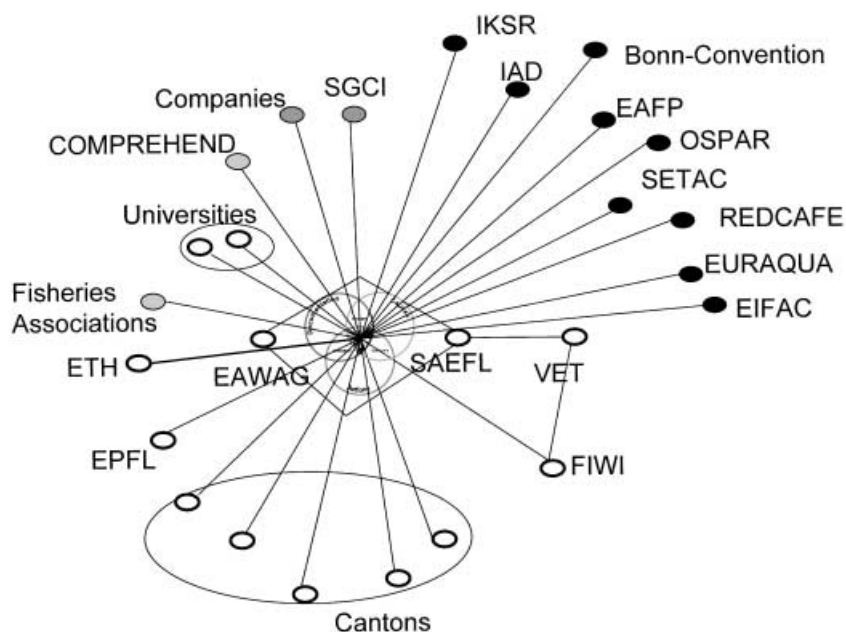 IKSR
Bonn-Convention
IAD
Companies
SGCI
EAFP
COMPREHEND
OSPAR
SETAC
Universities
REDCAFE
EURAQUA
Fisheries
Associations
EIFAC
ETH
EAWAG
SAEFL
VET
EPFL
FIWI
Cantons